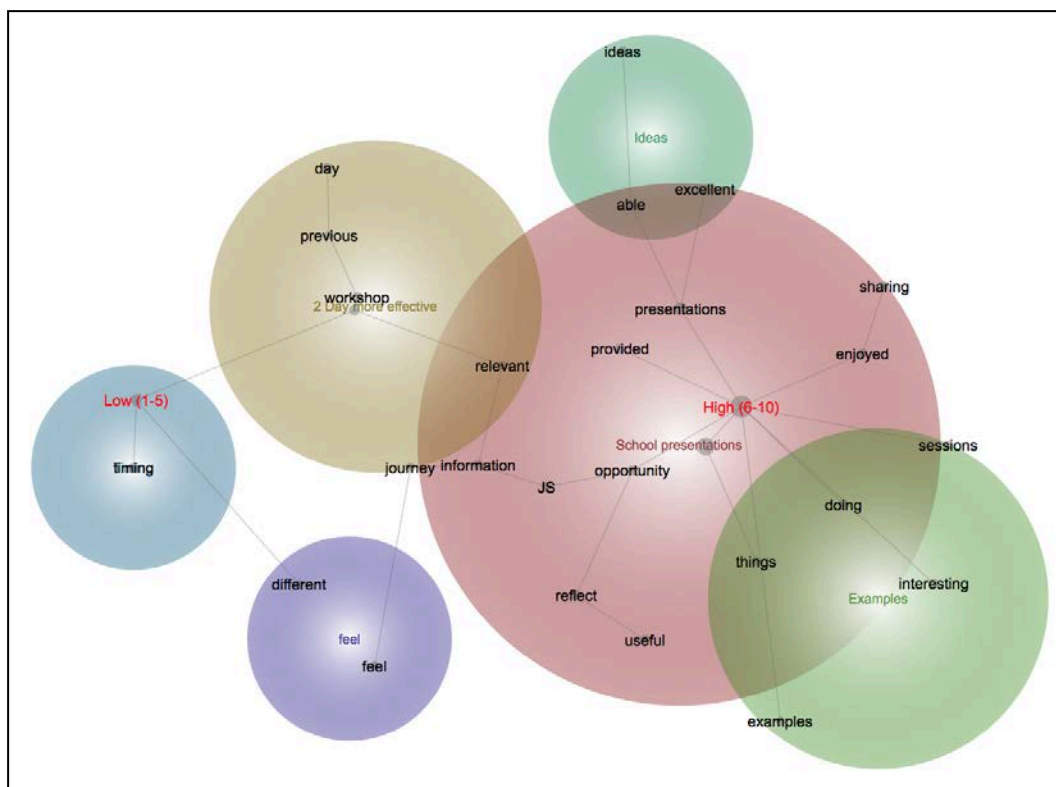 ideas
Ideas
day
excellent
able
previous
sharing
workshop
2 Day more effective
presentations
provided
enjoyed
relevant
Low (1-5)
High (6-10)
School presentations
sessions
timing
journey
information
opportunity
JS
doing
things
different
interesting
reflect
Examples
feel
useful
feel
examples